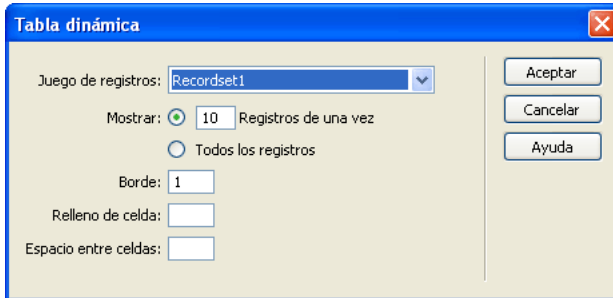 Tabla dinámica
Juego de registros: Recordset1
Aceptar
Mostrar: 10 Registros de una vez
Cancelar
Todos los registros
Ayuda
Borde: 1
Relleno de celda:
Espacio entre celdas: